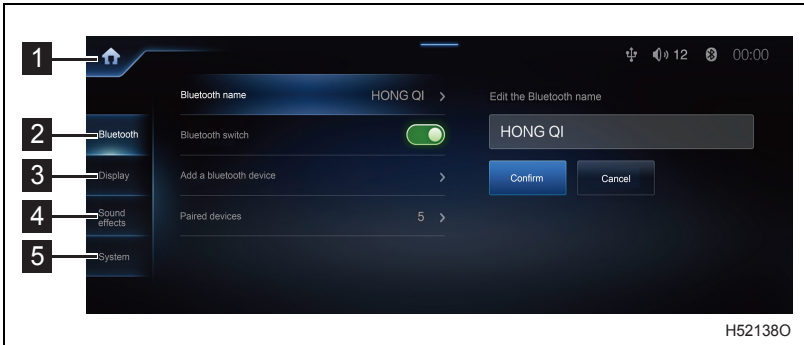 1
12 00:00
2
Bluetooth
3
Display
4
Sound
effects
5
System
Bluetooth name HONG QI
Bluetooth switch
Add a bluetooth device
Paired devices 5
Edit the Bluetooth name
HONG QI
Confirm Cancel
H52138O